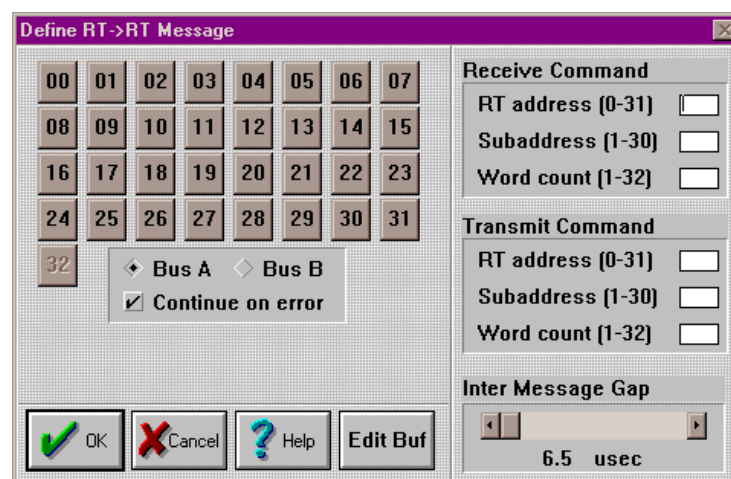 Define RT->RT Message
00 01 02 03 04 05 06 07
08 09 10 11 12 13 14 15
16 17 18 19 20 21 22 23
24 25 26 27 28 29 30 31
32
Bus A Bus B
Continue on error
OK Cancel Help Edit Buf
Receive Command
RT address (0-31)
Subaddress (1-30)
Word count (1-32)
Transmit Command
RT address (0-31)
Subaddress (1-30)
Word count (1-32)
Inter Message Gap
6.5 usec